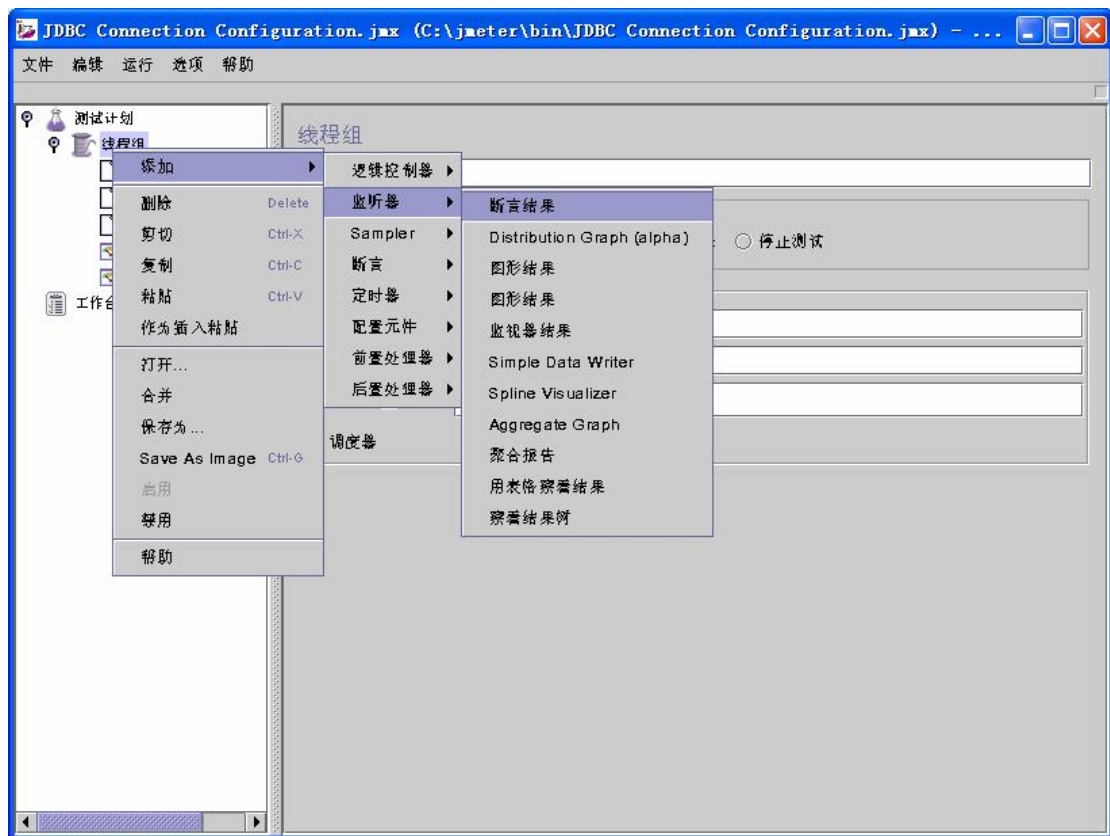 JDBC Connection Configuration.jmx (C:\jmeter\bin\JDBC Connection Configuration.jmx) - ...
文件 编辑 运行 选项 帮助
测试计划
线程组
工作台
线程组
停止测试
调度器
添加
删除 Delete
剪切 Ctrl-X
复制 Ctrl-C
粘贴 Ctrl-V
作为插入粘贴
打开...
合并
保存为...
Save As Image Ctrl-G
启用
禁用
帮助
逻辑控制器
监听器
Sampler
断言
定时器
配置元件
前置处理器
后置处理器
断言结果
Distribution Graph (alpha)
图形结果
图形结果
监视器结果
Simple Data Writer
Spline Visualizer
Aggregate Graph
聚合报告
用表格察看结果
察看结果树